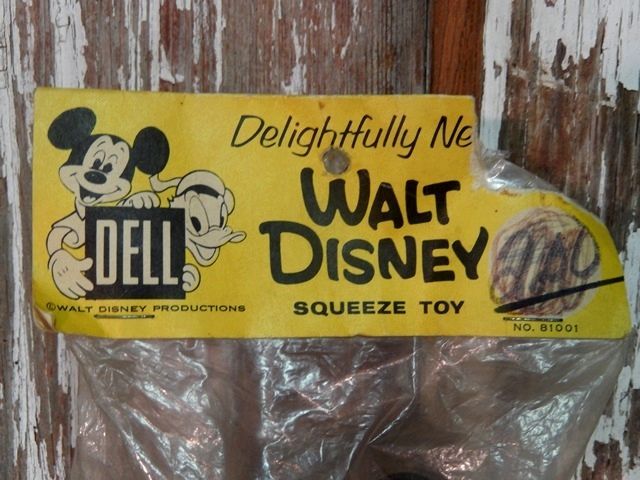 Delightfully Ne
WALT
DISNEY
SQUEEZE TOY
DELL
©WALT DISNEY PRODUCTIONS
NO. 81001